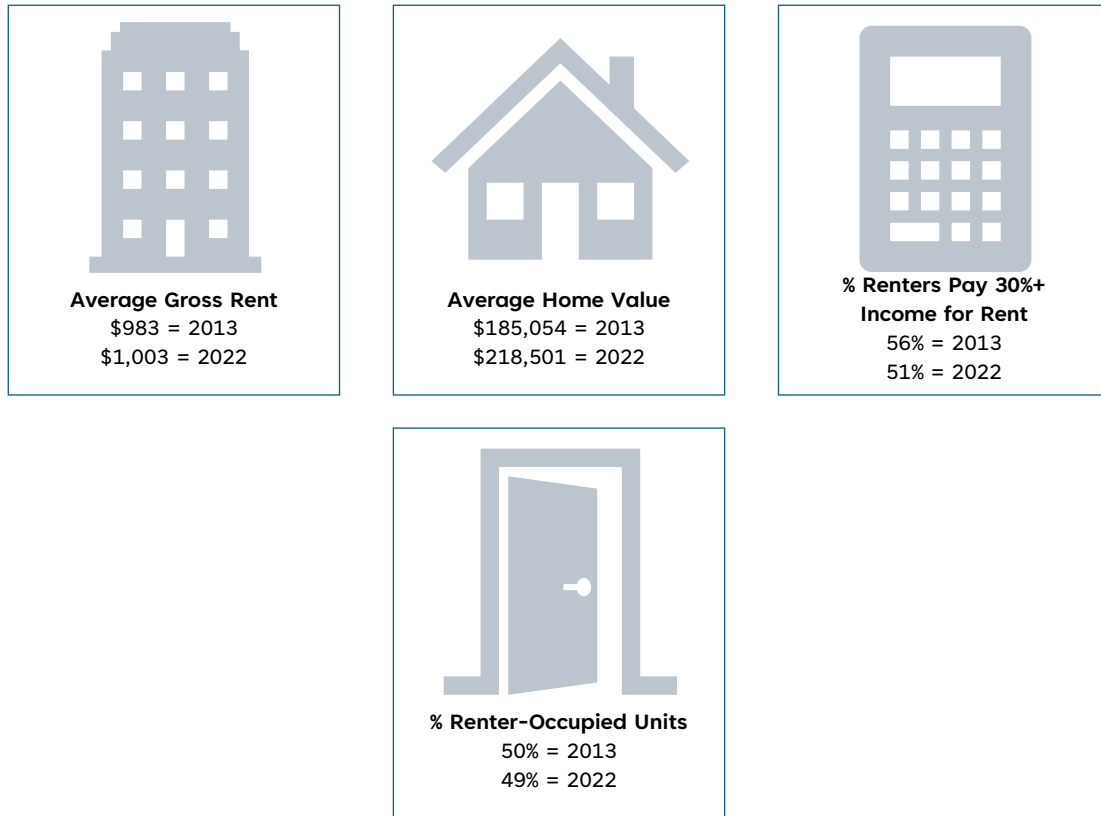 Average Gross Rent
$983 = 2013
$1,003 = 2022
Average Home Value
$185,054 = 2013
$218,501 = 2022
% Renters Pay 30%+
Income for Rent
56% = 2013
51% = 2022
% Renter-Occupied Units
50% = 2013
49% = 2022